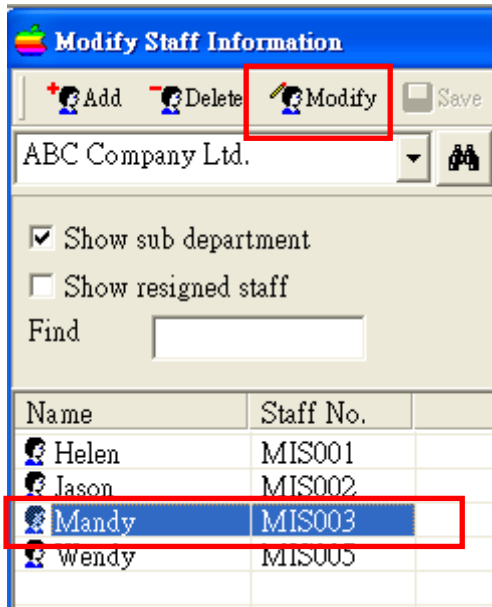 Modify Staff Information
Add Delete Modify Save
ABC Company Ltd.
Show sub department
Show resigned staff
Find
Name Staff No.
Helen MIS001
Jason MIS002
Mandy MIS003
Wendy MIS005